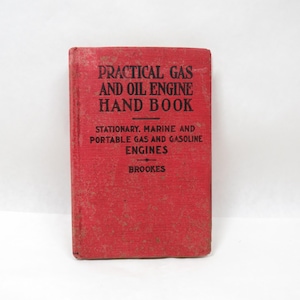 PRACTICAL GAS
AND OIL ENGINE
HAND BOOK
STATIONARY, MARINE AND
PORTABLE GAS AND GASOLINE
ENGINES
BROOKES